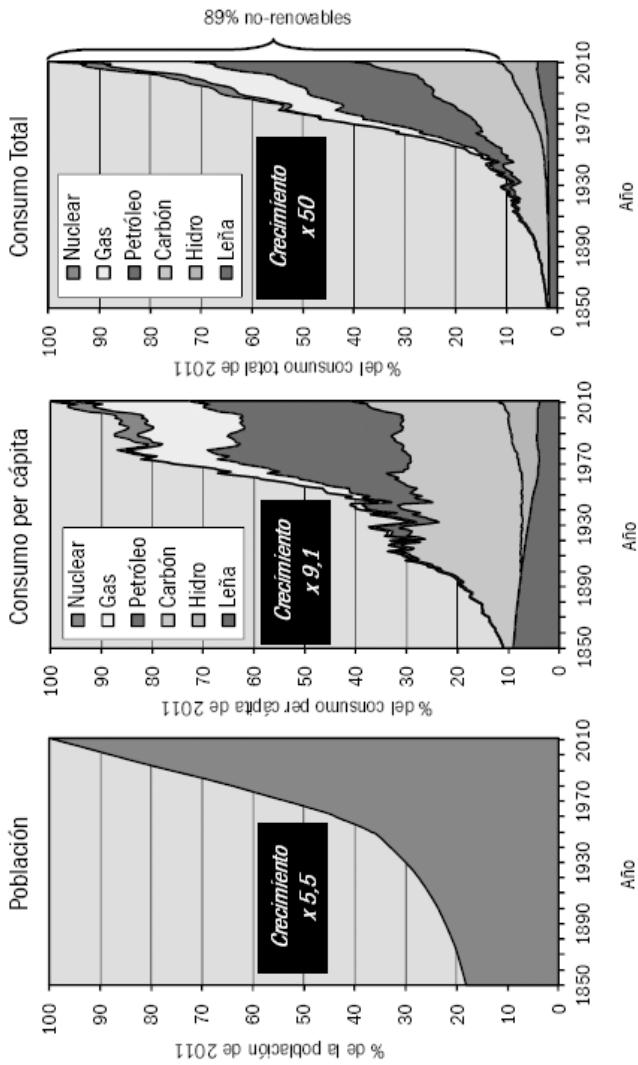 Población
% de la población de 2011
100
90
80
70
60
50
40
30
20
10
0
Crecimiento
x 5,5
1850
1890
1930
1970
2010
Año
Consumo per cápita
% del consumo per cápita de 2011
100
90
80
70
60
50
40
30
20
10
0
Nuclear
Gas
Petróleo
Carbón
Hidro
Leña
Crecimiento
x 9,1
1850
1890
1930
1970
2010
Año
Consumo Total
% del consumo total de 2011
100
90
80
70
60
50
40
30
20
10
0
Nuclear
Gas
Petróleo
Carbón
Hidro
Leña
Crecimiento
x 50
1850
1890
1930
1970
2010
Año
89% no-renovables